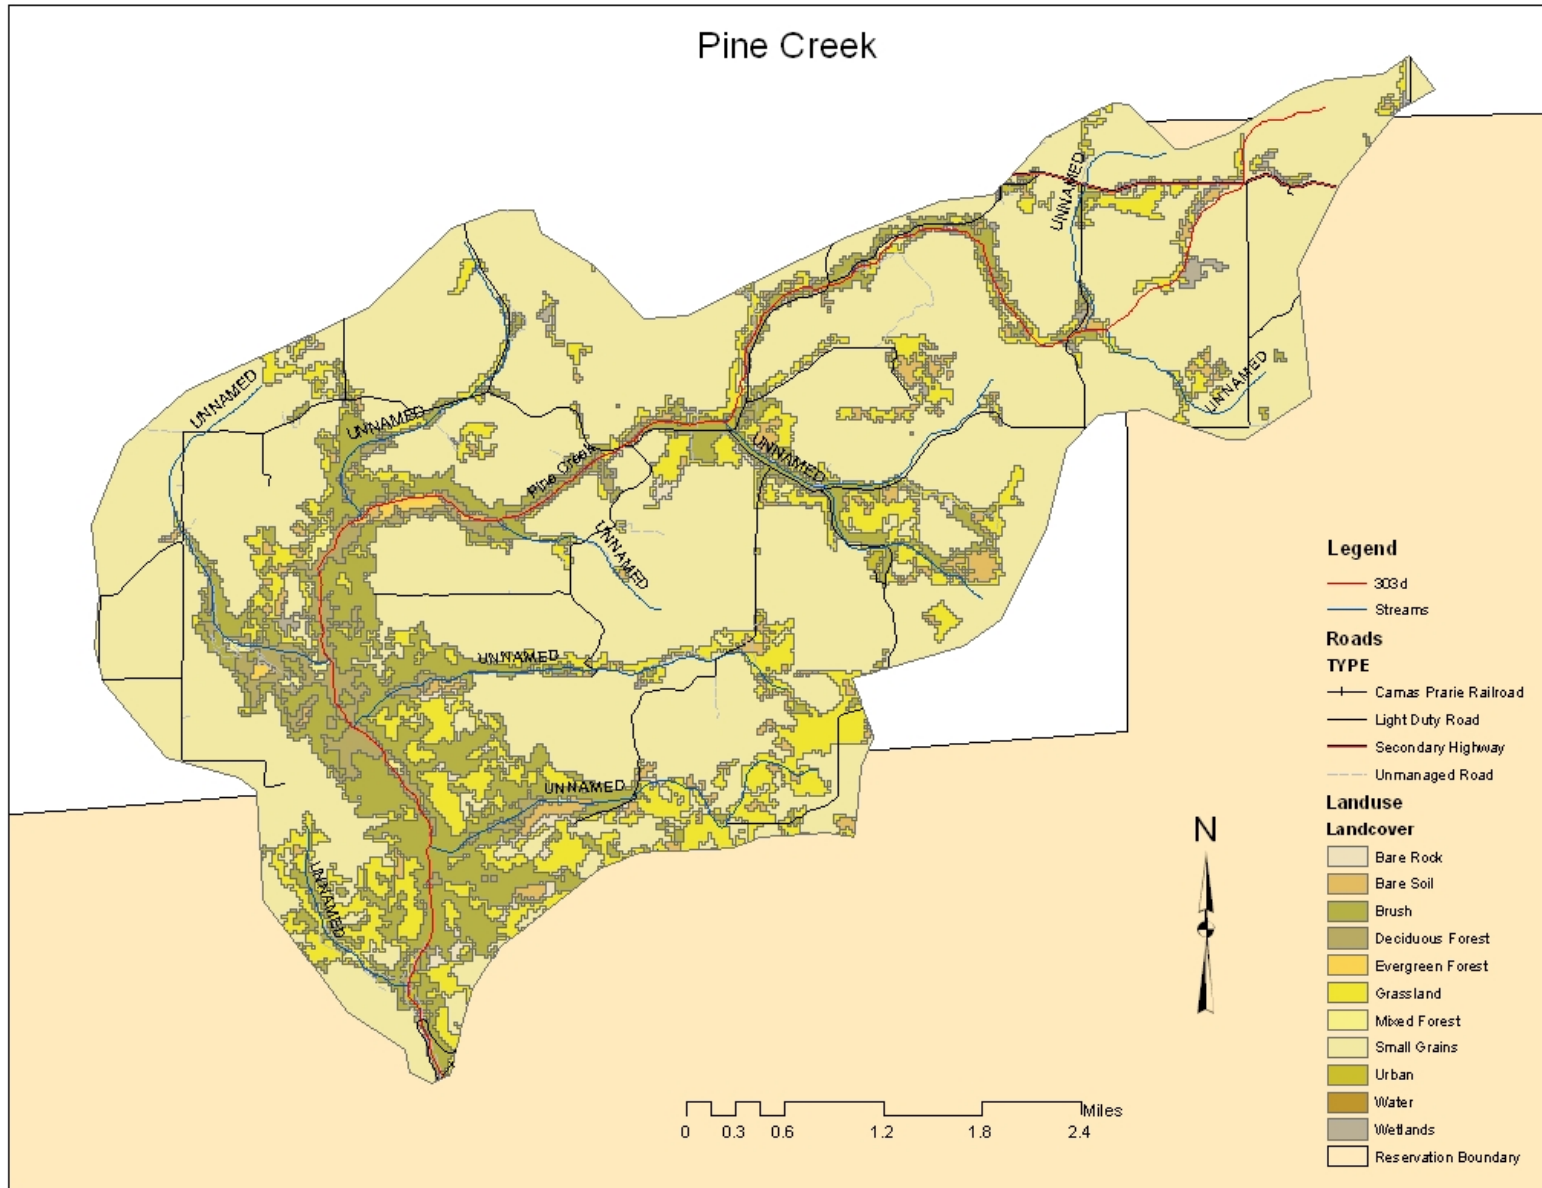 Pine Creek
UNNAMED
UNNAMED
UNNAMED
UNNAMED
UNNAMED
Pine Creek
UNNAMED
UNNAMED
UNNAMED
UNNAMED
Legend
303d
Streams
Roads
TYPE
Camas Prarie Railroad
Light Duty Road
Secondary Highway
Unmanaged Road
Landuse
Landcover
Bare Rock
Bare Soil
Brush
Deciduous Forest
Evergreen Forest
Grassland
Mixed Forest
Small Grains
Urban
Water
Wetlands
Reservation Boundary
N
Miles
0 0.3 0.6 1.2 1.8 2.4